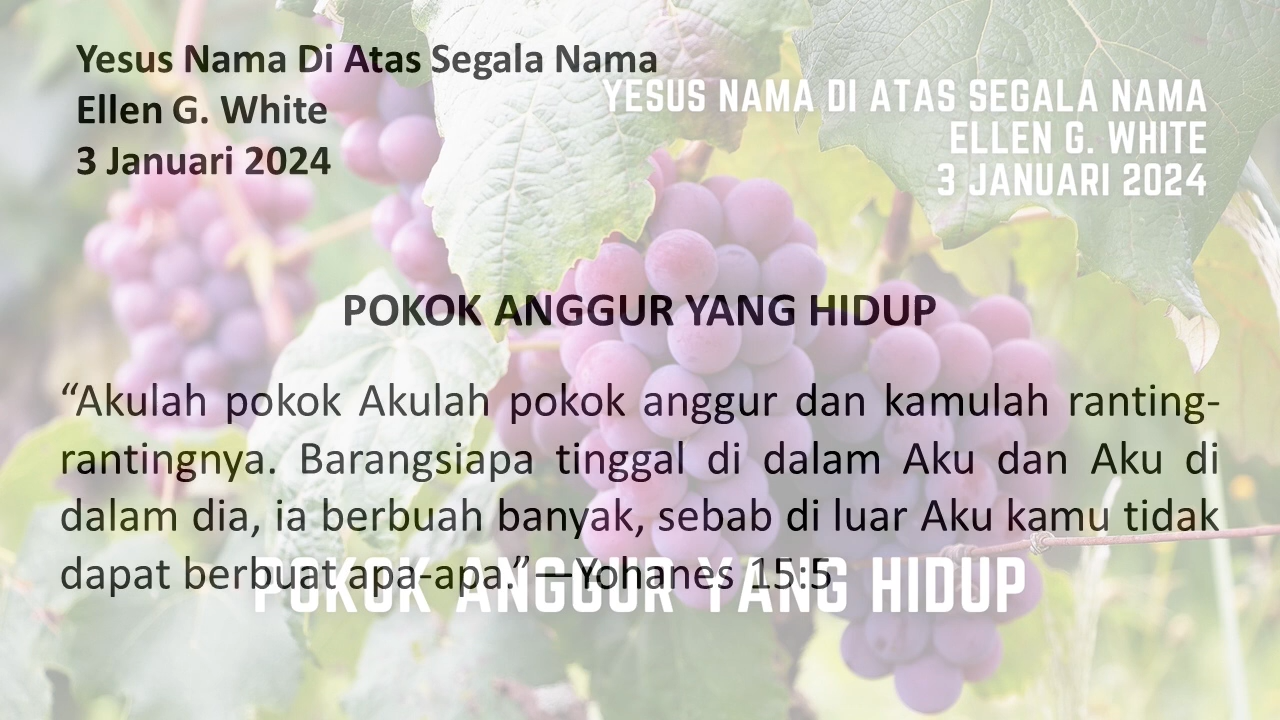 Yesus Nama Di Atas Segala Nama
Ellen G. White
3 Januari 2024
YESUS NAMA DI ATAS SEGALA NAMA
ELLEN G. WHITE
3 JANUARI 2024
POKOK ANGGUR YANG HIDUP
“Akulah pokok Akulah pokok anggur dan kamulah ranting-
rantingnya. Barangsiapa tinggal di dalam Aku dan Aku di
dalam dia, ia berbuah banyak, sebab di luar Aku kamu tidak
dapat berbuat apa-apa.”—Yohanes 15:5
POKOK ANGGUR YANG HIDUP